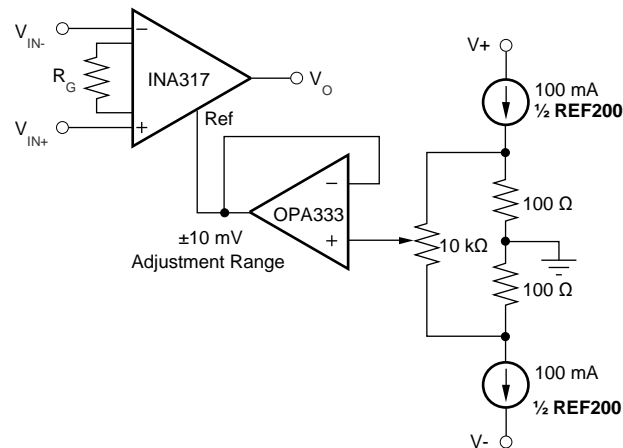 V+
V_IN-
100 mA
½ REF200
R_G
INA317
V_O
V_IN+
Ref
−
+
−
OPA333
+
±10 mV
Adjustment Range
10 kΩ
100 Ω
100 Ω
100 mA
½ REF200
V-